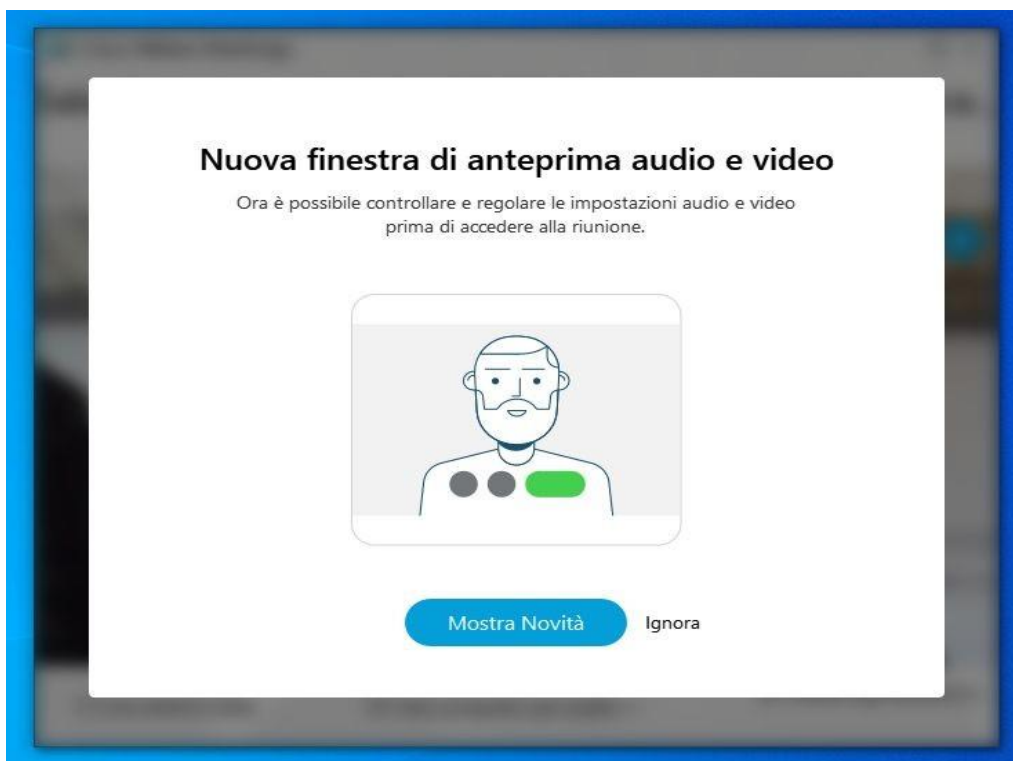 Nuova finestra di anteprima audio e video
Ora è possibile controllare e regolare le impostazioni audio e video
prima di accedere alla riunione.
Mostra Novità Ignora